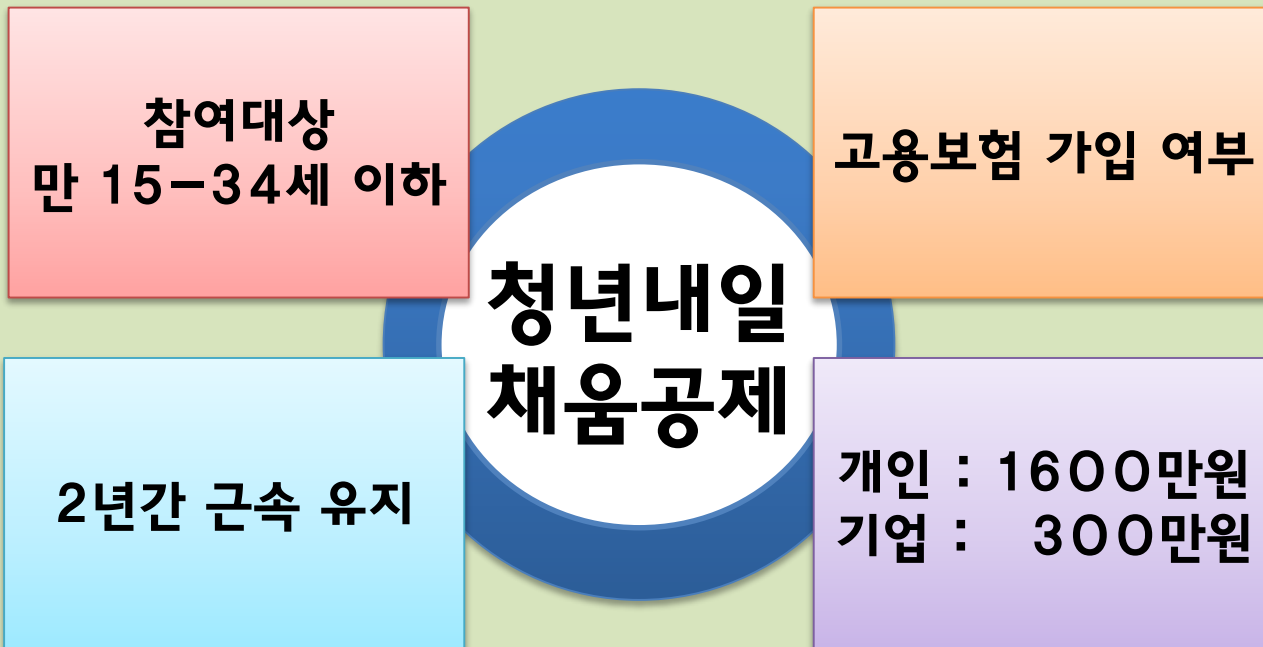 참여대상
만 15-34세 이하
고용보험 가입 여부
청년내일
채움공제
2년간 근속 유지
개인 : 1600만원
기업 : 300만원